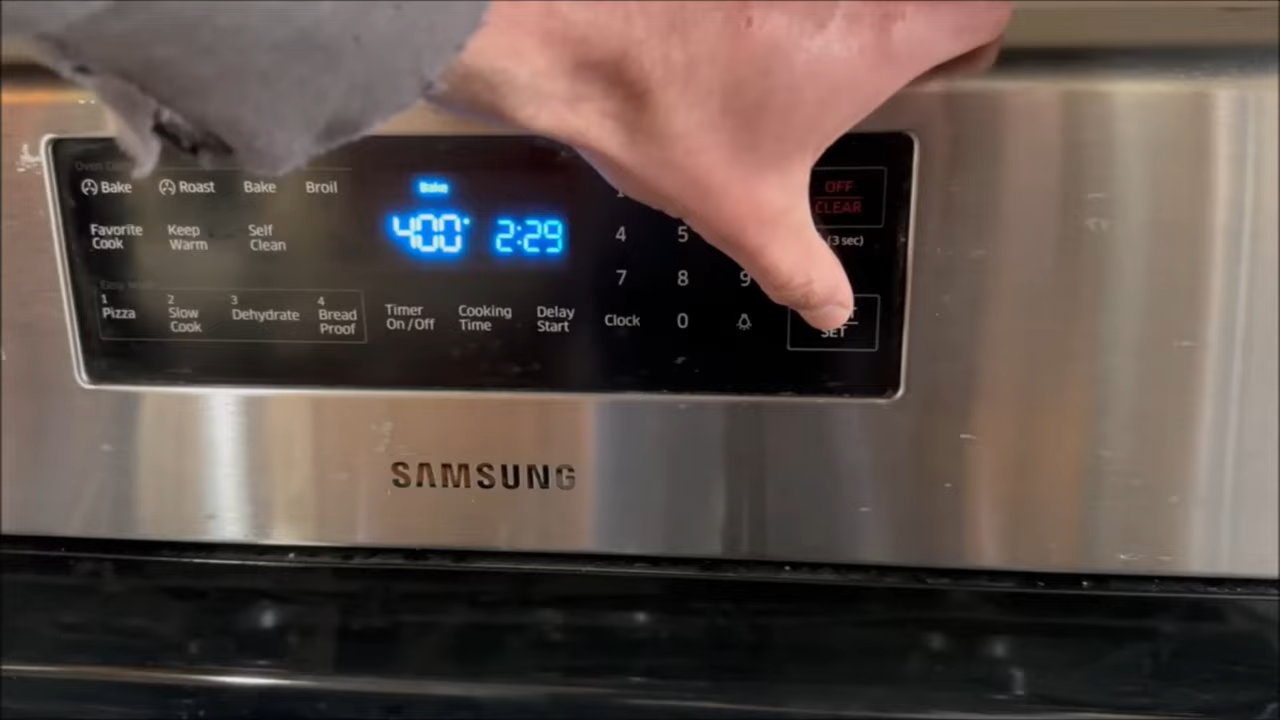 Bake Roast Bake Broil
Bake
OFF
CLEAR
Favorite Cook
Keep Warm
Self Clean
400° 2:29
4 5
(3 sec)
7 8 9
1 Pizza
2 Slow Cook
3 Dehydrate
4 Bread Proof
Timer On/Off
Cooking Time
Delay Start
Clock 0
SET
SAMSUNG